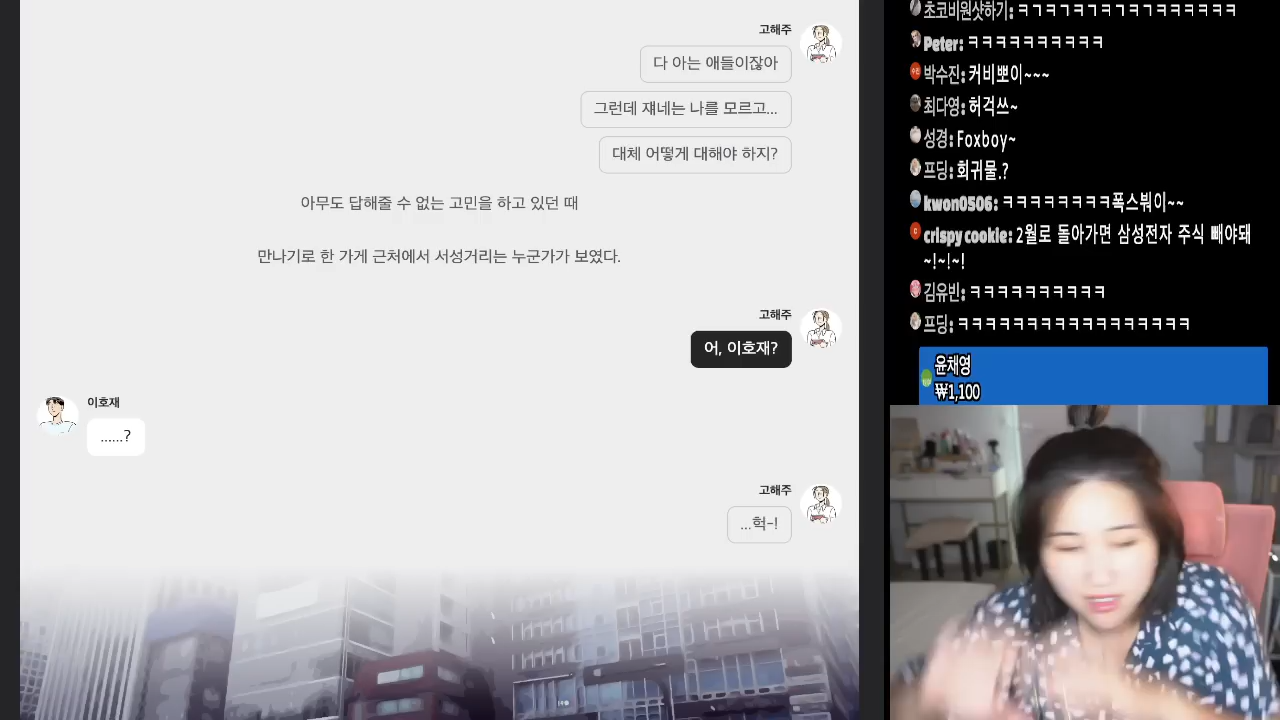 고해주
다 아는 애들이잖아
그런데 쟤네는 나를 모르고...
대체 어떻게 대해야 하지?
아무도 답해줄 수 없는 고민을 하고 있던 때
만나기로 한 가게 근처에서 서성거리는 누군가가 보였다.
고해주
어, 이호재?
이호재
......?
고해주
...헉-!
초코비원샷하기: ㅋㄱㅋㄱㅋㄱㅋㄱㅋㄱㅋㅋㅋㅋㅋㅋ
Peter: ㅋㅋㅋㅋㅋㅋㅋㅋㅋㅋ
박수진: 커비뽀이~~~
최다영: 허걱쓰~
성경: Foxboy~
프딩: 회귀물.?
kwon0506: ㅋㅋㅋㅋㅋㅋㅋㅋ폭스붜이~~
crispy cookie: 2월로 돌아가면 삼성전자 주식 빼야돼
~!~!~!
김유빈: ㅋㅋㅋㅋㅋㅋㅋㅋㅋㅋ
프딩: ㅋㅋㅋㅋㅋㅋㅋㅋㅋㅋㅋㅋㅋㅋㅋㅋㅋ
윤채영
₩1,100